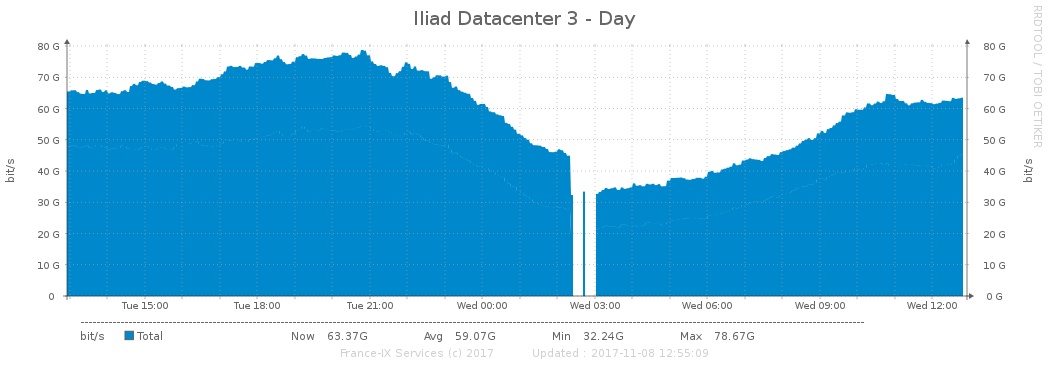 Iliad Datacenter 3 - Day
RRDTOOL / TOBI OETIKER
bit/s
80 G 80 G
70 G 70 G
60 G 60 G
50 G 50 G
40 G 40 G
30 G 30 G
20 G 20 G
10 G 10 G
0 0 G
bit/s
Tue 15:00 Tue 18:00 Tue 21:00 Wed 00:00 Wed 03:00 Wed 06:00 Wed 09:00 Wed 12:00
bit/s Total Now 63.37G Avg 59.07G Min 32.24G Max 78.67G
France-IX Services (c) 2017 Updated : 2017-11-08 12:55:09